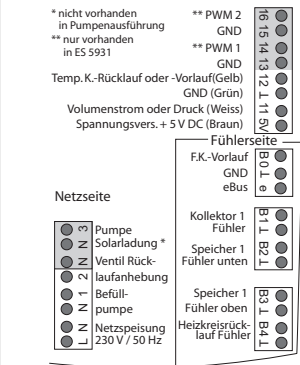 * nicht vorhanden
in Pumpenausführung
** nur vorhanden
in ES 5931
** PWM 2
GND
** PWM 1
GND
Temp.K.-Rücklauf oder -Vorlauf(Gelb)
GND (Grün)
Volumenstrom oder Druck (Weiss)
Spannungsvers. + 5 V DC (Braun)
16 15 14 13 12 ⊥ 11 5V
Fühlerseite
F.K.-Vorlauf
GND
eBus
B0 ⊥ e
Kollektor 1
Fühler
B1 ⊥
Speicher 1
Fühler unten
B2 ⊥
Speicher 1
Fühler oben
B3 ⊥
Heizkreisrück-
lauf Fühler
B4 ⊥
Netzseite
3 Pumpe
N Solarladung *
N Ventil Rück-
2 laufanhebung
1 Befüll-
N pumpe
N Netzspeisung
L 230 V / 50 Hz